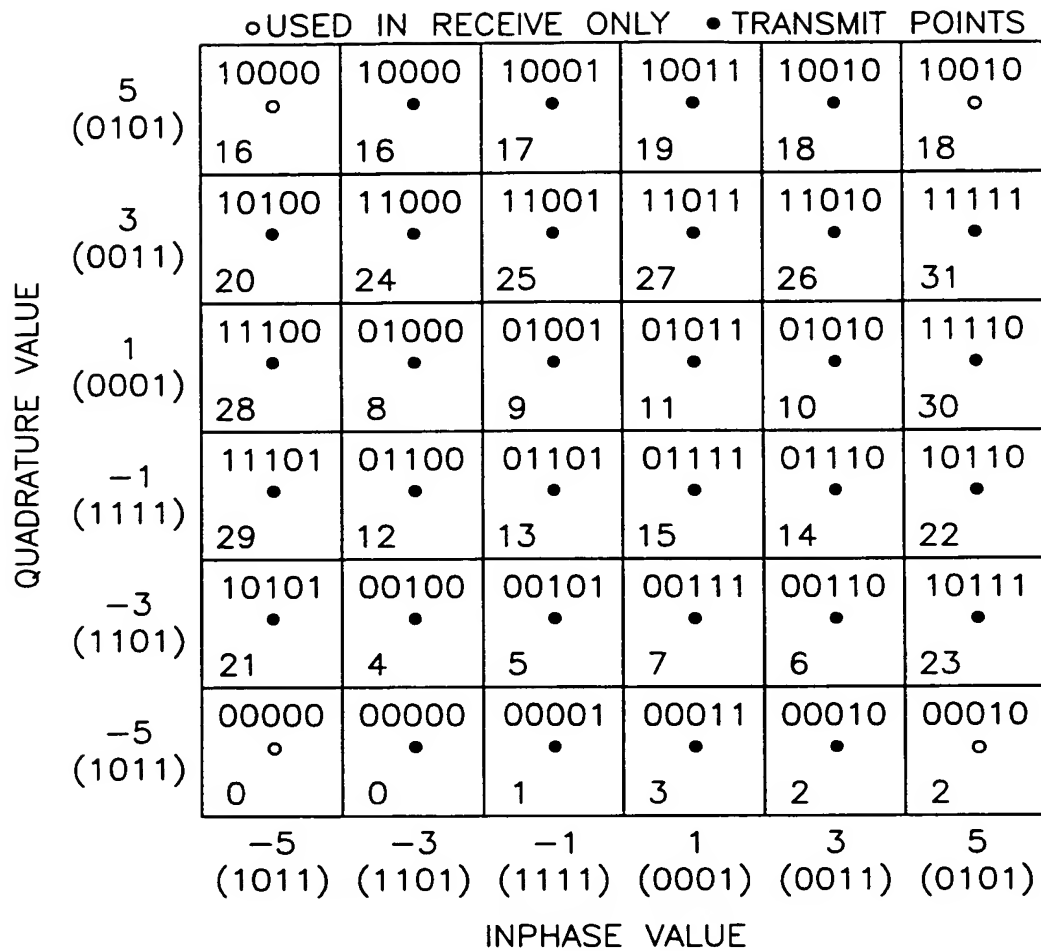 ○ USED IN RECEIVE ONLY ● TRANSMIT POINTS
5 10000 10000 10001 10011 10010 10010
(0101) 16 16 17 19 18 18
3 10100 11000 11001 11011 11010 11111
(0011) 20 24 25 27 26 31
1 11100 01000 01001 01011 01010 11110
(0001) 28 8 9 11 10 30
-1 11101 01100 01101 01111 01110 10110
(1111) 29 12 13 15 14 22
-3 10101 00100 00101 00111 00110 10111
(1101) 21 4 5 7 6 23
-5 00000 00000 00001 00011 00010 00010
(1011) 0 0 1 3 2 2
QUADRATURE VALUE
-5 -3 -1 1 3 5
(1011) (1101) (1111) (0001) (0011) (0101)
INPHASE VALUE